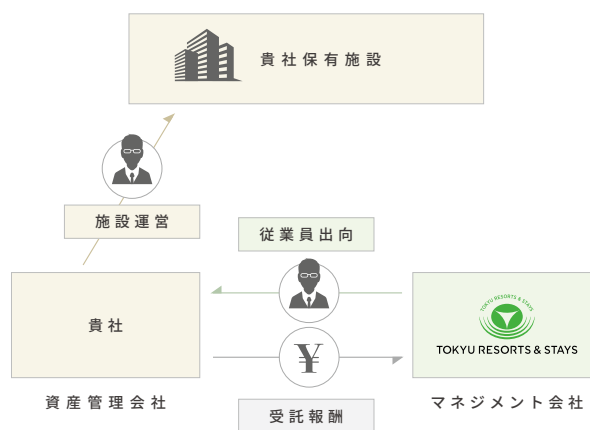 貴社保有施設
施設運営
従業員出向
貴社
TOKYU RESORTS & STAYS
TOKYU RESORTS & STAYS
¥
資産管理会社
マネジメント会社
受託報酬